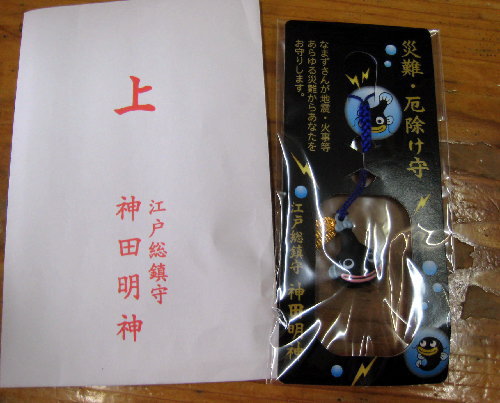 上
江戸総鎮守
神田明神
災難・厄除け守
なまずさんが地震・火事等
あらゆる災難からあなたを
お守りします。
江戸総鎮守 神田明神